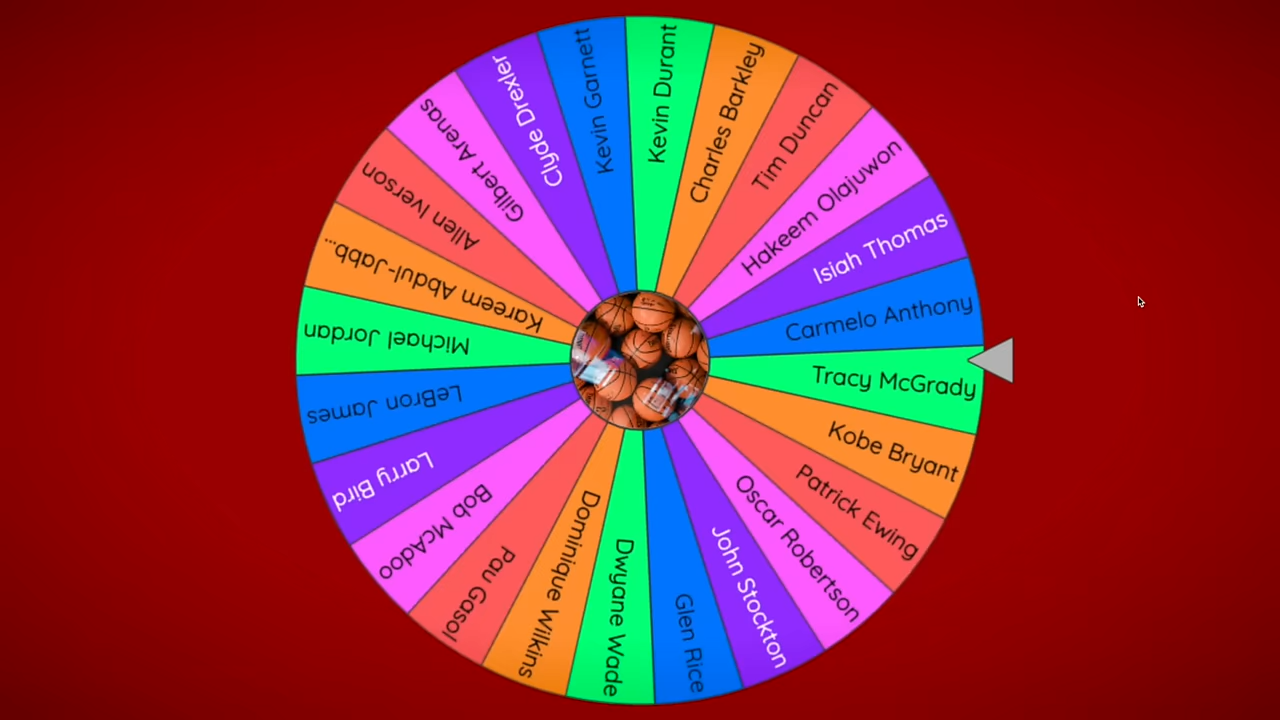 Kevin Durant
Charles Barkley
Tim Duncan
Hakeem Olajuwon
Isiah Thomas
Carmelo Anthony
Tracy McGrady
Kobe Bryant
Patrick Ewing
Oscar Robertson
John Stockton
Glen Rice
Dwyane Wade
Dominique Wilkins
Pau Gasol
Bob McAdoo
Larry Bird
LeBron James
Michael Jordan
Kareem Abdul-Jabb...
Allen Iverson
Gilbert Arenas
Clyde Drexler
Kevin Garnett